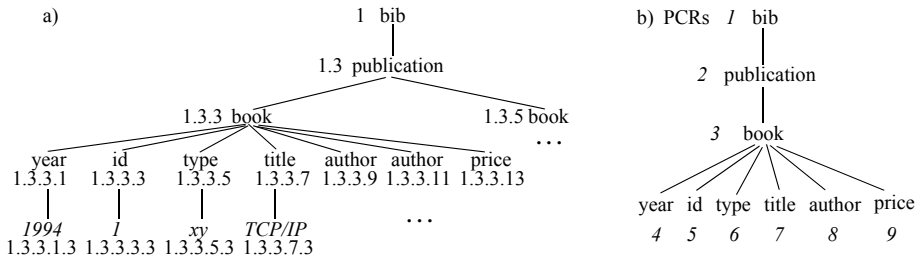 a) 1 bib
1.3 publication
1.3.3 book 1.3.5 book
...
year id type title author author price
1.3.3.1 1.3.3.3 1.3.3.5 1.3.3.7 1.3.3.9 1.3.3.11 1.3.3.13
...
1994 1 xy TCP/IP
1.3.3.1.3 1.3.3.3.3 1.3.3.5.3 1.3.3.7.3
b) PCRs 1 bib
2 publication
3 book
year id type title author price
4 5 6 7 8 9